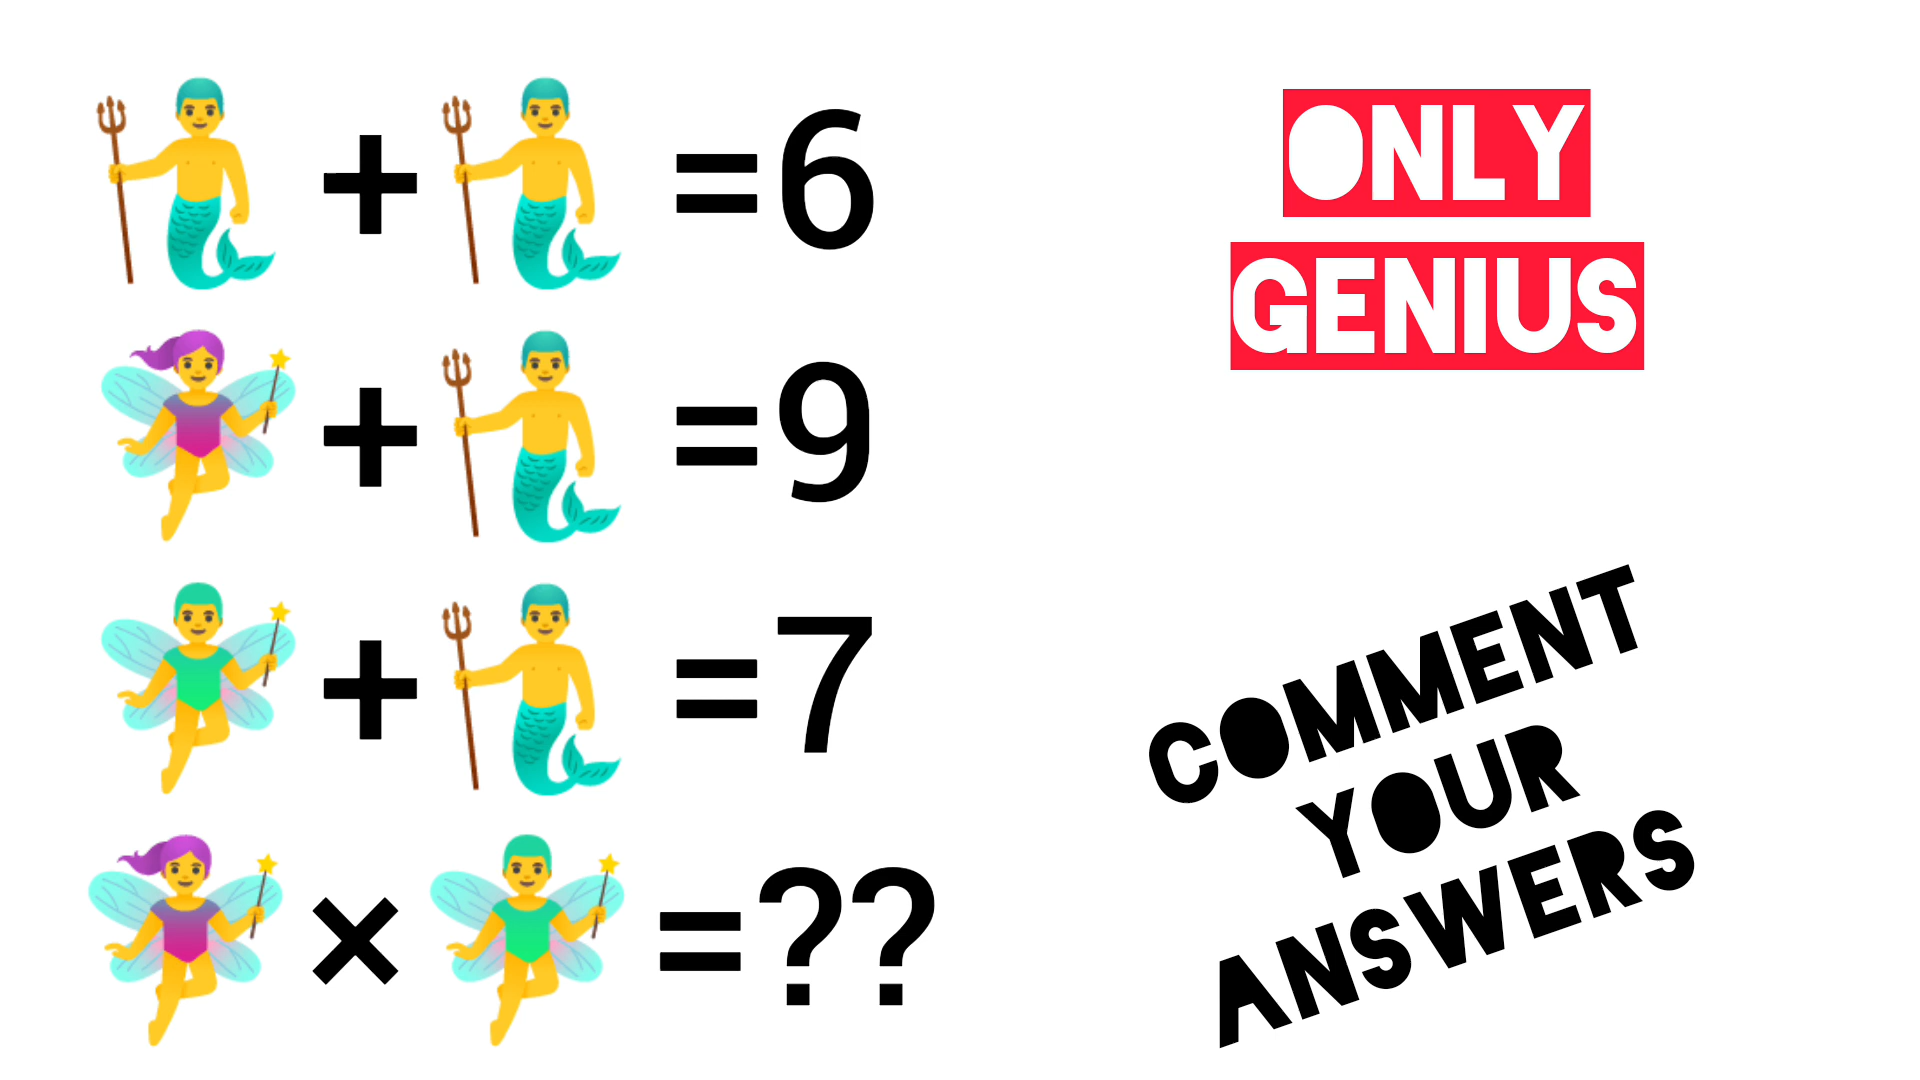 + =6
+ =9
+ =7
× =??
ONLY
GENIUS
COMMENT
YOUR
ANSWERS